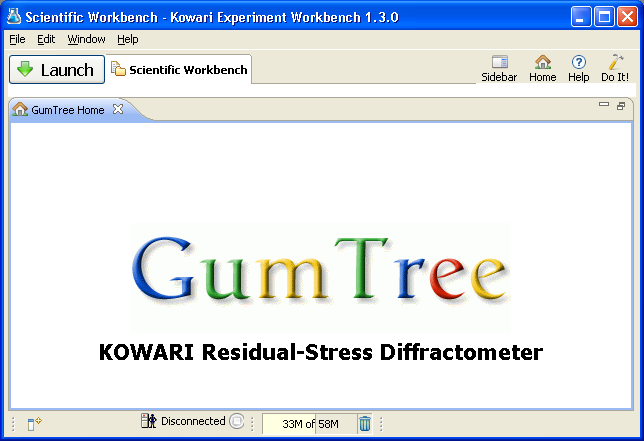 Scientific Workbench - Kowari Experiment Workbench 1.3.0
File Edit Window Help
Launch Scientific Workbench Sidebar Home Help Do It!
GumTree Home
GumTree
KOWARI Residual-Stress Diffractometer
Disconnected 33M of 58M